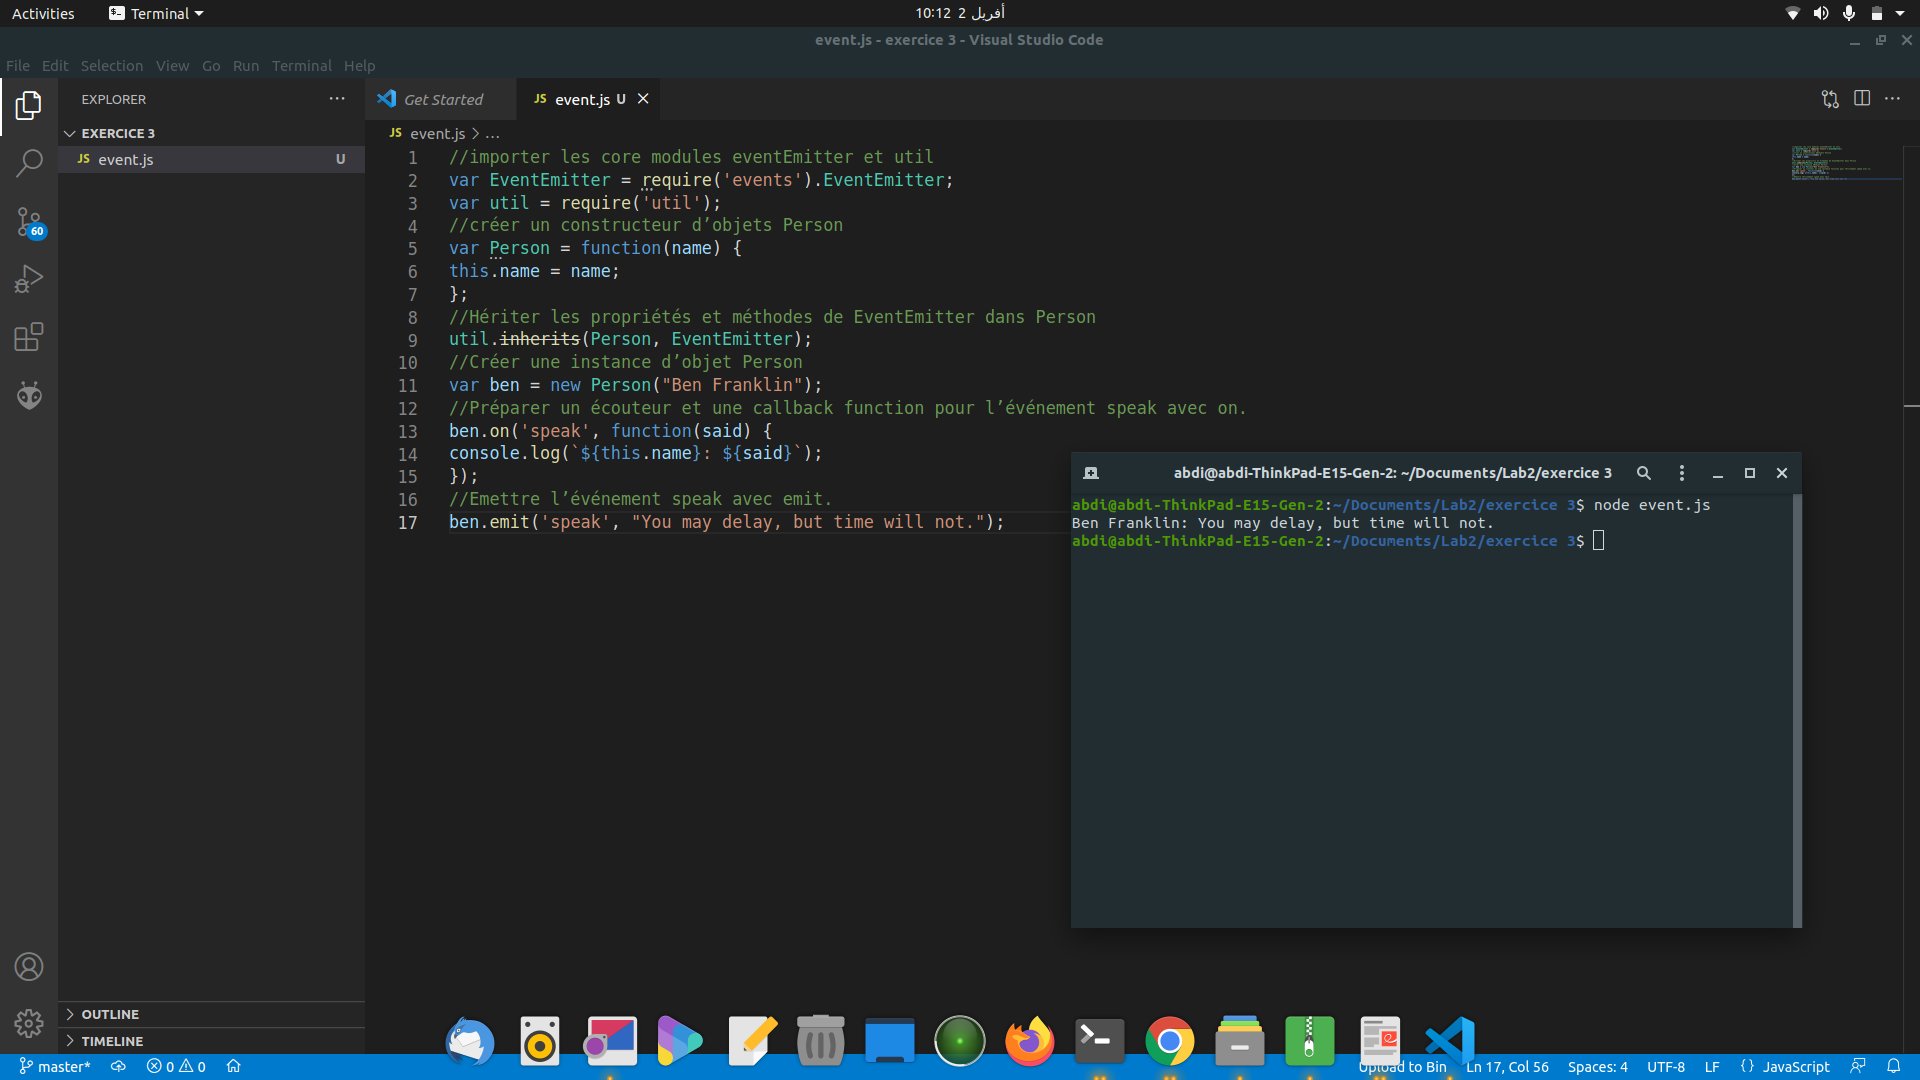 Activities
Terminal
10:12 2 أفريل
event.js - exercice 3 - Visual Studio Code
File Edit Selection View Go Run Terminal Help
EXPLORER
EXERCICE 3
JS event.js U
60
OUTLINE
TIMELINE
Get Started
JS event.js U
JS event.js > ...
1 //importer les core modules eventEmitter et util
2 var EventEmitter = require('events').EventEmitter;
3 var util = require('util');
4 //créer un constructeur d’objets Person
5 var Person = function(name) {
6 this.name = name;
7 };
8 //Hériter les propriétés et méthodes de EventEmitter dans Person
9 util.inherits(Person, EventEmitter);
10 //Créer une instance d’objet Person
11 var ben = new Person("Ben Franklin");
12 //Préparer un écouteur et une callback function pour l’événement speak avec on.
13 ben.on('speak', function(said) {
14 console.log(`${this.name}: ${said}`);
15 });
16 //Emettre l’événement speak avec emit.
17 ben.emit('speak', "You may delay, but time will not.");
abdi@abdi-ThinkPad-E15-Gen-2: ~/Documents/Lab2/exercice 3
abdi@abdi-ThinkPad-E15-Gen-2:~/Documents/Lab2/exercice 3$ node event.js
Ben Franklin: You may delay, but time will not.
abdi@abdi-ThinkPad-E15-Gen-2:~/Documents/Lab2/exercice 3$
master* 0 0 Upload to Bin Ln 17, Col 56 Spaces: 4 UTF-8 LF {} JavaScript